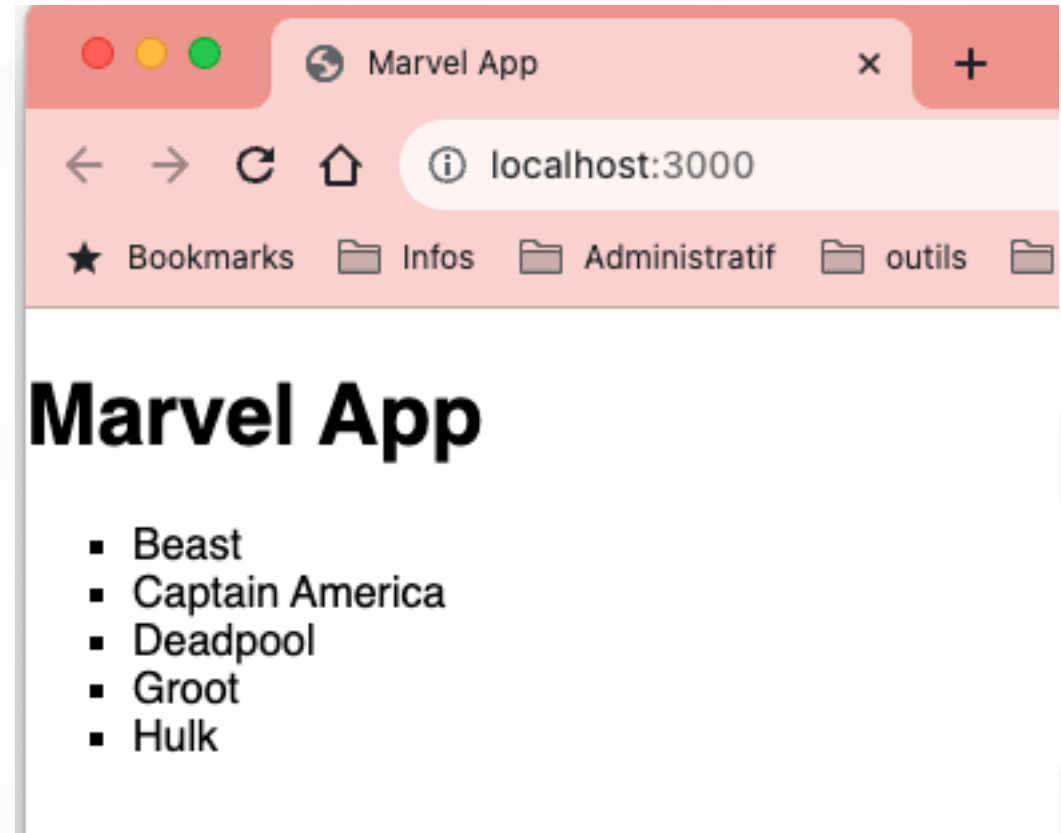 Marvel App
localhost:3000
Bookmarks Infos Administratif outils
Marvel App
Beast
Captain America
Deadpool
Groot
Hulk